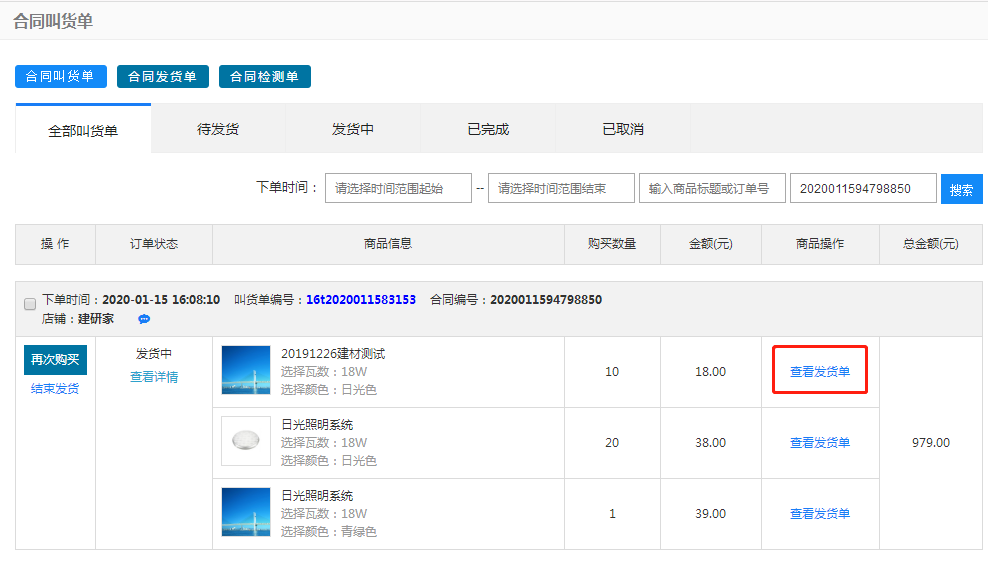 合同叫货单
合同叫货单 合同发货单 合同检测单
全部叫货单 待发货 发货中 已完成 已取消
下单时间： 请选择时间范围起始 -- 请选择时间范围结束 输入商品标题或订单号 2020011594798850 搜索
操 作 订单状态 商品信息 购买数量 金额(元) 商品操作 总金额(元)
下单时间：2020-01-15 16:08:10 叫货单编号：16t2020011583153 合同编号：2020011594798850
店铺：建研家
再次购买
结束发货
发货中
查看详情
20191226建材测试
选择瓦数：18W
选择颜色：日光色
10 18.00 查看发货单
日光照明系统
选择瓦数：18W
选择颜色：日光色
20 38.00 查看发货单 979.00
日光照明系统
选择瓦数：18W
选择颜色：青绿色
1 39.00 查看发货单